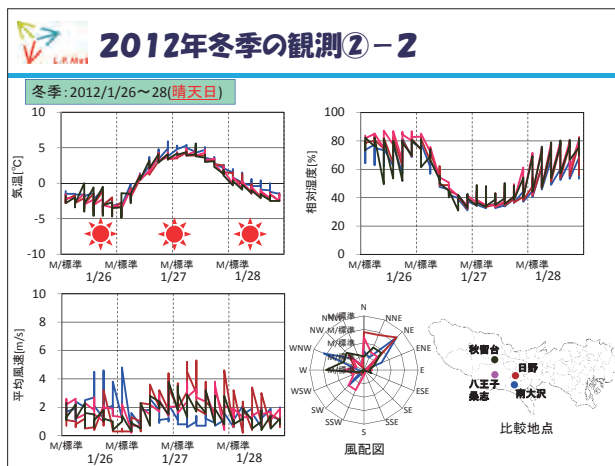 2012年冬季の観測②-2
冬季:2012/1/26~28(晴天日)
気温[℃]
10
5
0
-5
-10
M/標準 M/標準 M/標準
1/26 1/27 1/28
相対湿度[%]
100
80
60
40
20
0
M/標準 M/標準 M/標準
1/26 1/27 1/28
平均風速[m/s]
10
8
6
4
2
0
M/標準 M/標準 M/標準
1/26 1/27 1/28
N
NNE
NE
ENE
E
ESE
SE
SSE
S
SSW
SW
WSW
W
WNW
NW
NNW
M/標準
M/標準
M/標準
M/標準
M/標準
風配図
秋留台
日野
八王子
桑志
南大沢
比較地点